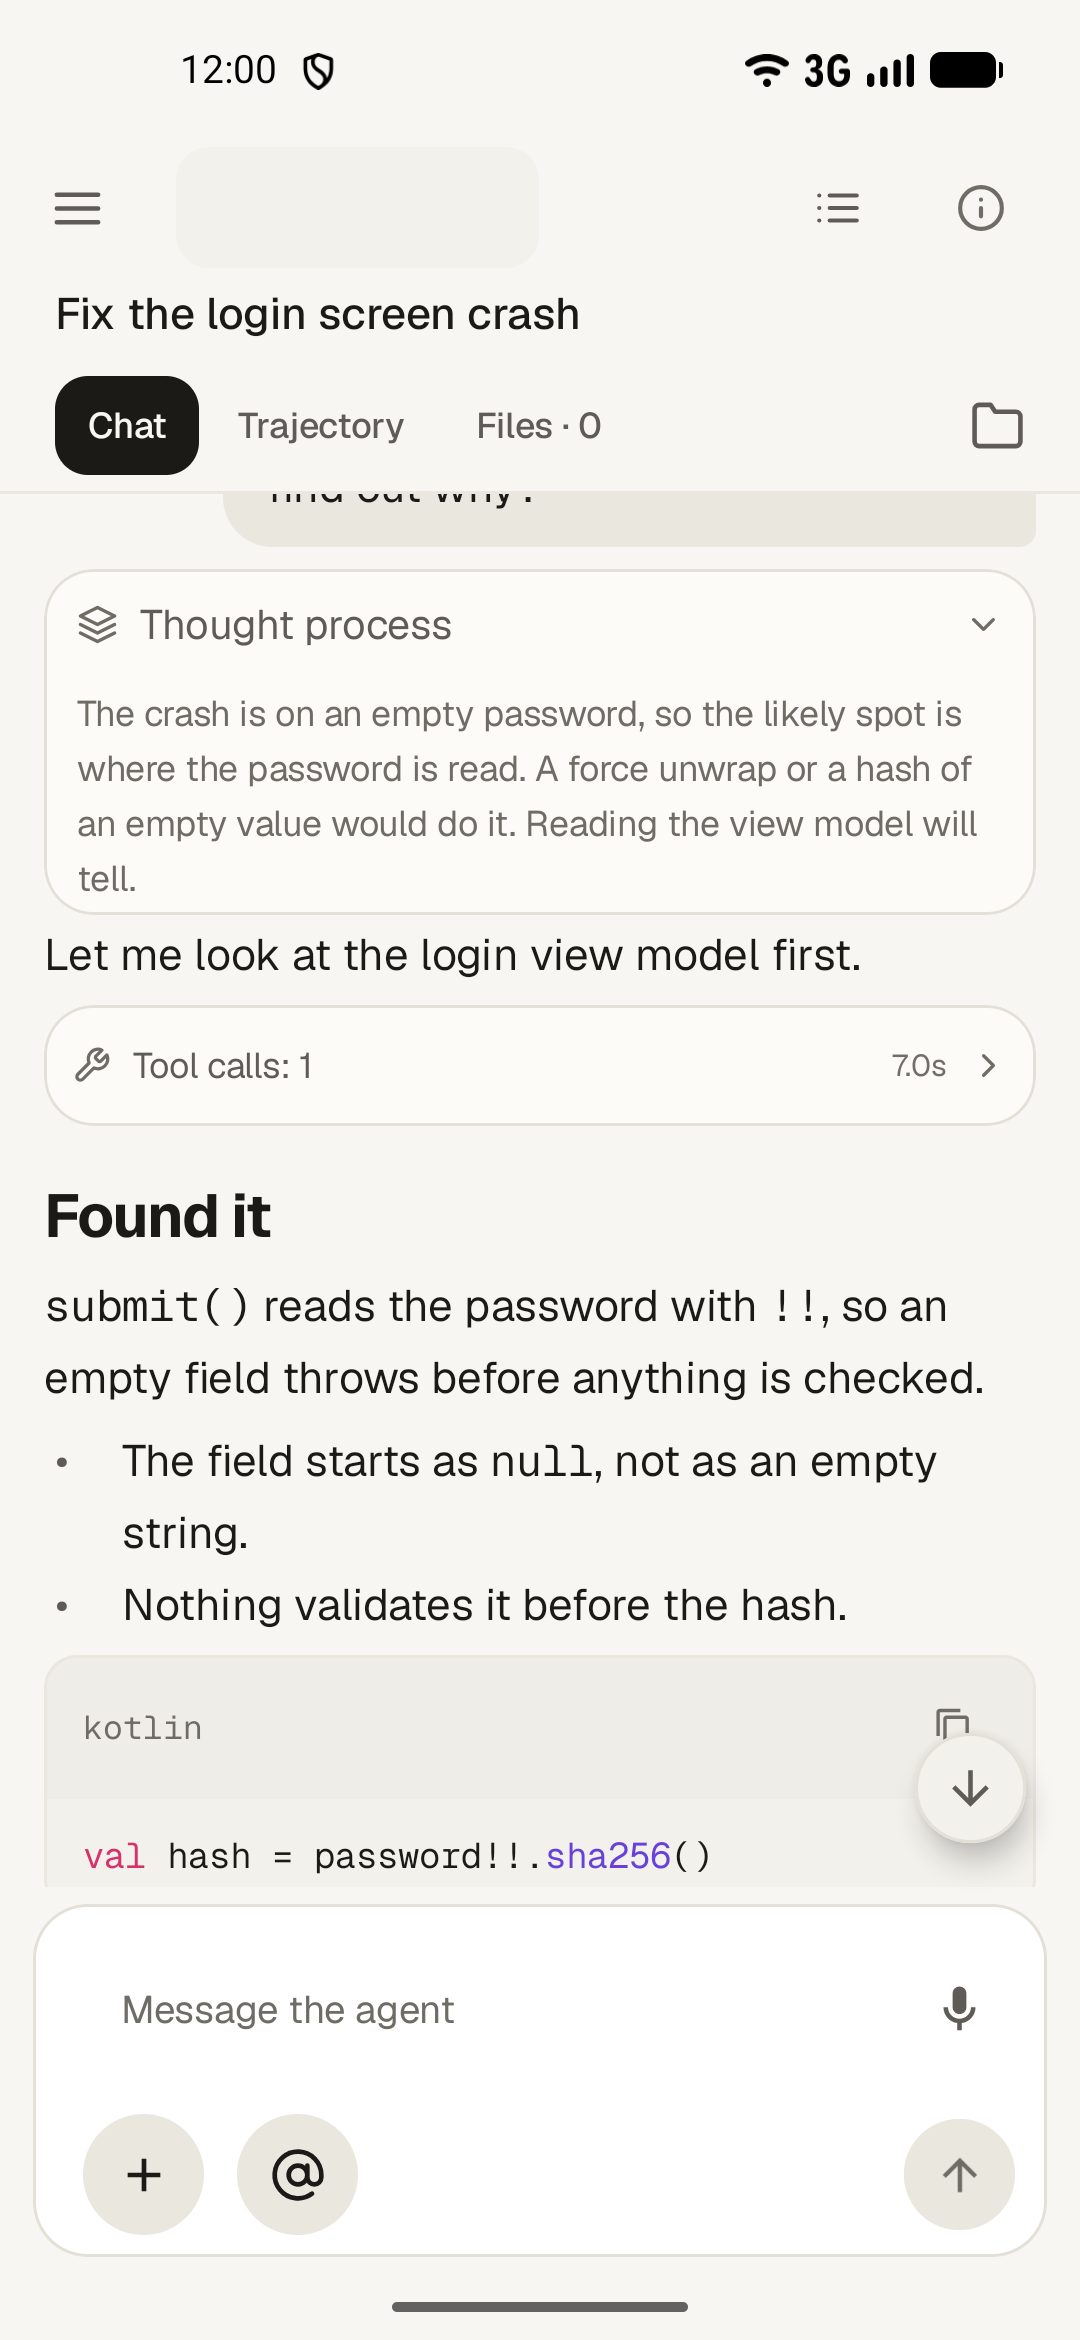 12:00
3G
Fix the login screen crash
Chat
Trajectory
Files · 0
find out why?
Thought process
The crash is on an empty password, so the likely spot is
where the password is read. A force unwrap or a hash of
an empty value would do it. Reading the view model will
tell.
Let me look at the login view model first.
Tool calls: 1
7.0s
Found it
submit() reads the password with !!, so an
empty field throws before anything is checked.
• The field starts as null, not as an empty
string.
• Nothing validates it before the hash.
kotlin
val hash = password!!.sha256()
Message the agent